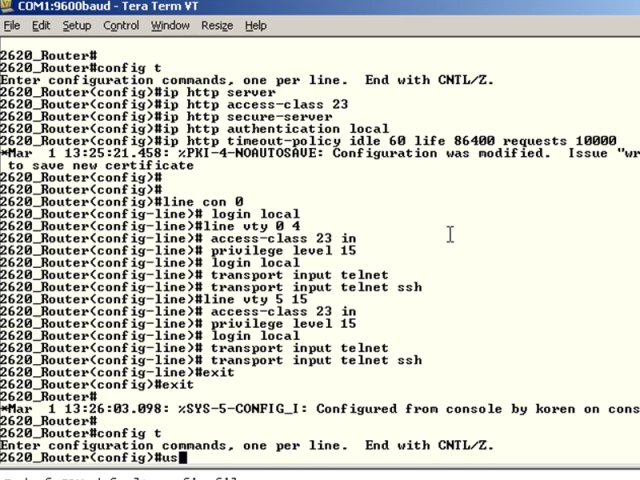 COM1:9600baud - Tera Term VT
File Edit Setup Control Window Resize Help
2620_Router#
2620_Router#config t
Enter configuration commands, one per line.  End with CNTL/Z.
2620_Router(config)#ip http server
2620_Router(config)#ip http access-class 23
2620_Router(config)#ip http secure-server
2620_Router(config)#ip http authentication local
2620_Router(config)#ip http timeout-policy idle 60 life 86400 requests 10000
*Mar  1 13:25:21.458: %PKI-4-NOAUTOSAVE: Configuration was modified.  Issue "wr
to save new certificate
2620_Router(config)#
2620_Router(config)#
2620_Router(config)#line con 0
2620_Router(config-line)# login local
2620_Router(config-line)#line vty 0 4
2620_Router(config-line)# access-class 23 in
2620_Router(config-line)# privilege level 15
2620_Router(config-line)# login local
2620_Router(config-line)# transport input telnet
2620_Router(config-line)# transport input telnet ssh
2620_Router(config-line)#line vty 5 15
2620_Router(config-line)# access-class 23 in
2620_Router(config-line)# privilege level 15
2620_Router(config-line)# login local
2620_Router(config-line)# transport input telnet
2620_Router(config-line)# transport input telnet ssh
2620_Router(config-line)#exit
2620_Router(config)#exit
2620_Router#
*Mar  1 13:26:03.098: %SYS-5-CONFIG_I: Configured from console by koren on cons
2620_Router#
2620_Router#config t
Enter configuration commands, one per line.  End with CNTL/Z.
2620_Router(config)#us